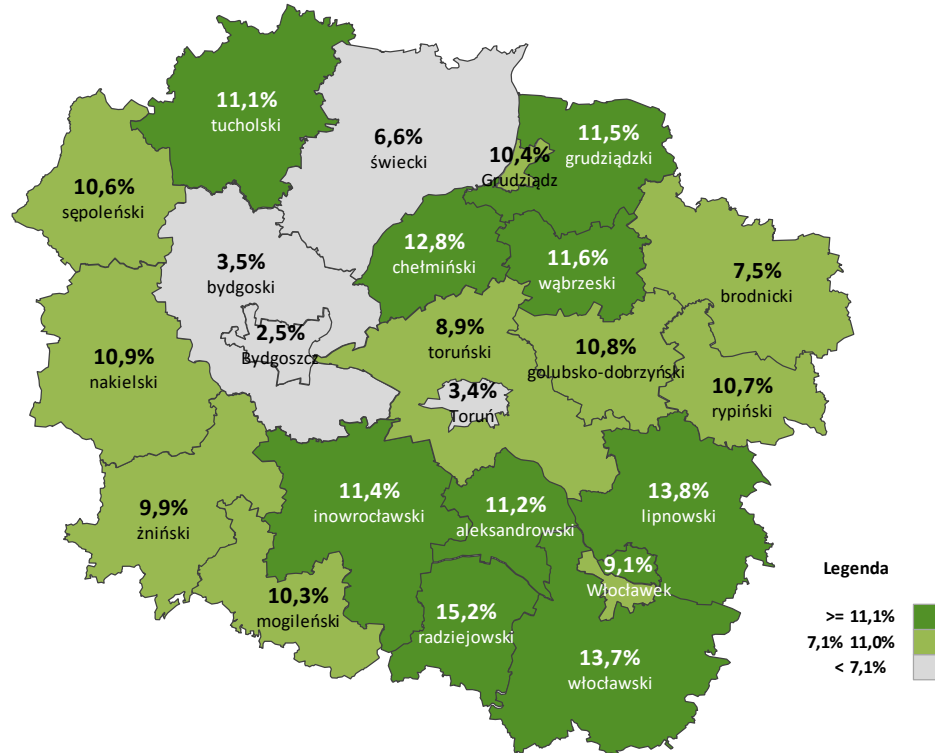 11,1%
tucholski
6,6%
świecki
11,5%
grudziądzki
10,4%
Grudziądz
10,6%
sępoleński
12,8%
chełmiński
11,6%
wąbrzeski
7,5%
brodnicki
3,5%
bydgoski
2,5%
Bydgoszcz
8,9%
toruński
10,8%
golubsko-dobrzyński
10,9%
nakielski
3,4%
Toruń
10,7%
rypiński
11,4%
inowrocławski
11,2%
aleksandrowski
13,8%
lipnowski
9,9%
żniński
9,1%
Włocławek
10,3%
mogileński
15,2%
radziejowski
13,7%
włocławski
Legenda
>= 11,1%
7,1% 11,0%
< 7,1%